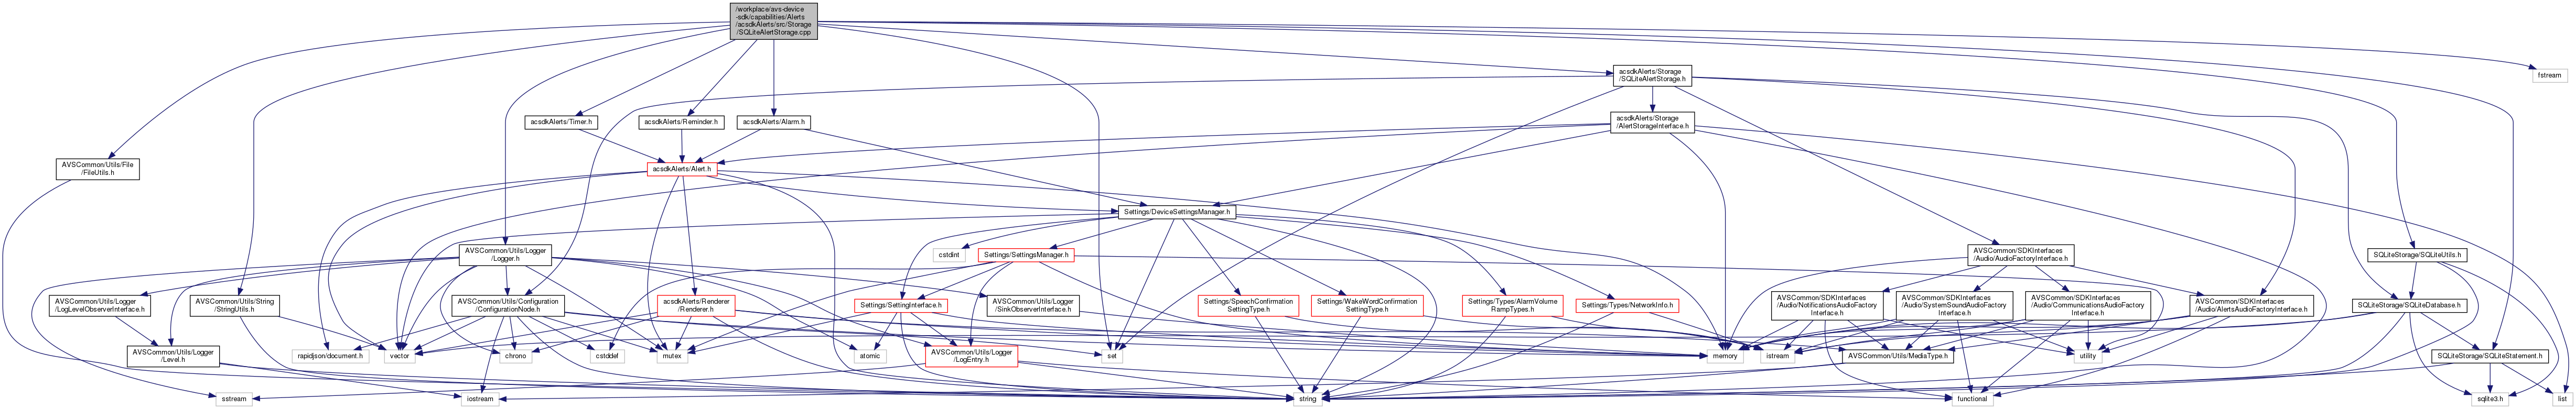 /workplace/avs-device
-sdk/capabilities/Alerts
/acsdkAlerts/src/Storage
/SQLiteAlertStorage.cpp
acsdkAlerts/Storage
/SQLiteAlertStorage.h
fstream
acsdkAlerts/Timer.h
acsdkAlerts/Reminder.h
acsdkAlerts/Alarm.h
acsdkAlerts/Storage
/AlertStorageInterface.h
AVSCommon/Utils/File
/FileUtils.h
acsdkAlerts/Alert.h
Settings/DeviceSettingsManager.h
AVSCommon/Utils/Logger
/Logger.h
cstdint
Settings/SettingsManager.h
AVSCommon/SDKInterfaces
/Audio/AudioFactoryInterface.h
SQLiteStorage/SQLiteUtils.h
AVSCommon/Utils/Logger
/LogLevelObserverInterface.h
AVSCommon/Utils/String
/StringUtils.h
AVSCommon/Utils/Configuration
/ConfigurationNode.h
acsdkAlerts/Renderer
/Renderer.h
Settings/SettingInterface.h
AVSCommon/Utils/Logger
/SinkObserverInterface.h
Settings/SpeechConfirmation
SettingType.h
Settings/WakeWordConfirmation
SettingType.h
Settings/Types/AlarmVolume
RampTypes.h
Settings/Types/NetworkInfo.h
AVSCommon/SDKInterfaces
/Audio/NotificationsAudioFactory
Interface.h
AVSCommon/SDKInterfaces
/Audio/SystemSoundAudioFactory
Interface.h
AVSCommon/SDKInterfaces
/Audio/CommunicationsAudioFactory
Interface.h
AVSCommon/SDKInterfaces
/Audio/AlertsAudioFactoryInterface.h
SQLiteStorage/SQLiteDatabase.h
AVSCommon/Utils/Logger
/Level.h
rapidjson/document.h
vector
chrono
cstddef
mutex
atomic
set
AVSCommon/Utils/Logger
/LogEntry.h
memory
istream
AVSCommon/Utils/MediaType.h
utility
SQLiteStorage/SQLiteStatement.h
sstream
iostream
string
functional
sqlite3.h
list